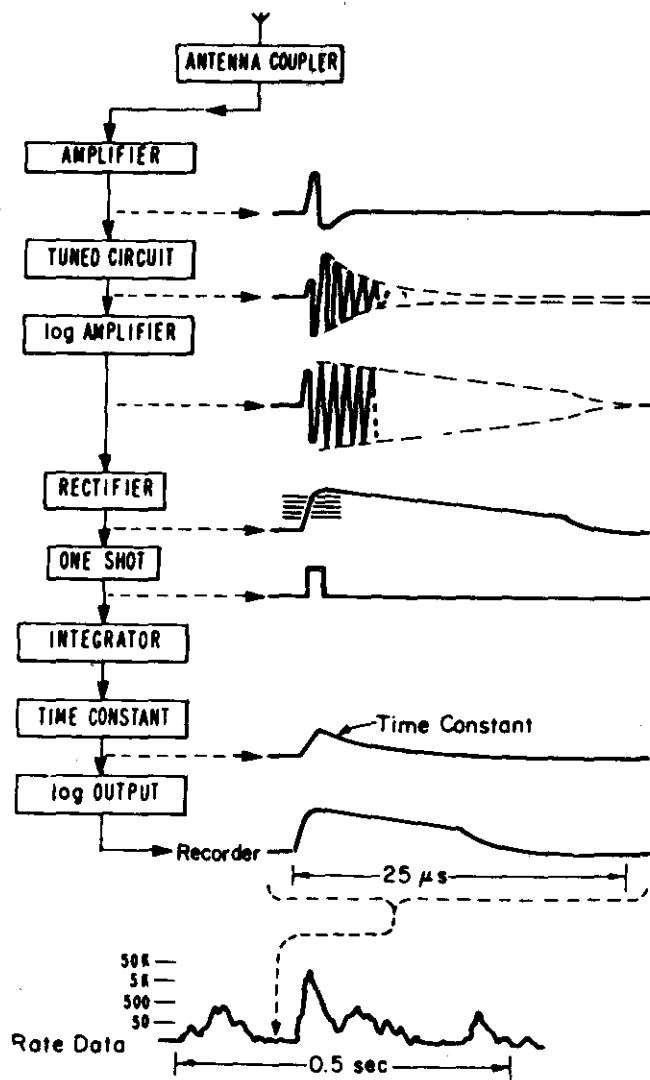 ANTENNA COUPLER
AMPLIFIER
TUNED CIRCUIT
log AMPLIFIER
RECTIFIER
ONE SHOT
INTEGRATOR
TIME CONSTANT
Time Constant
log OUTPUT
Recorder
25 μs
50K
5K
500
50
Rate Data
0.5 sec